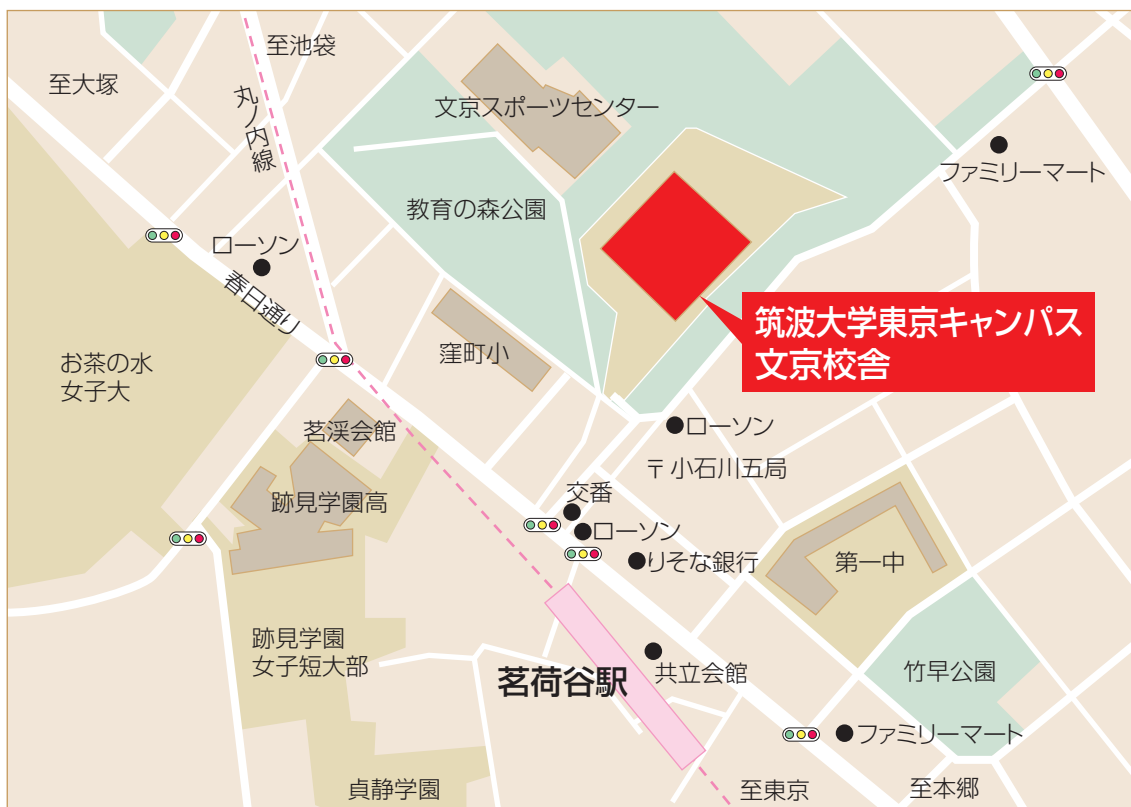 至池袋
至大塚
丸ノ内線
文京スポーツセンター
ファミリーマート
教育の森公園
ローソン
春日通り
筑波大学東京キャンパス
文京校舎
お茶の水
女子大
窪町小
茗渓会館
ローソン
〒小石川五局
跡見学園高
交番
ローソン
りそな銀行
第一中
跡見学園
女子短大部
茗荷谷駅
共立会館
竹早公園
ファミリーマート
貞静学園
至東京
至本郷